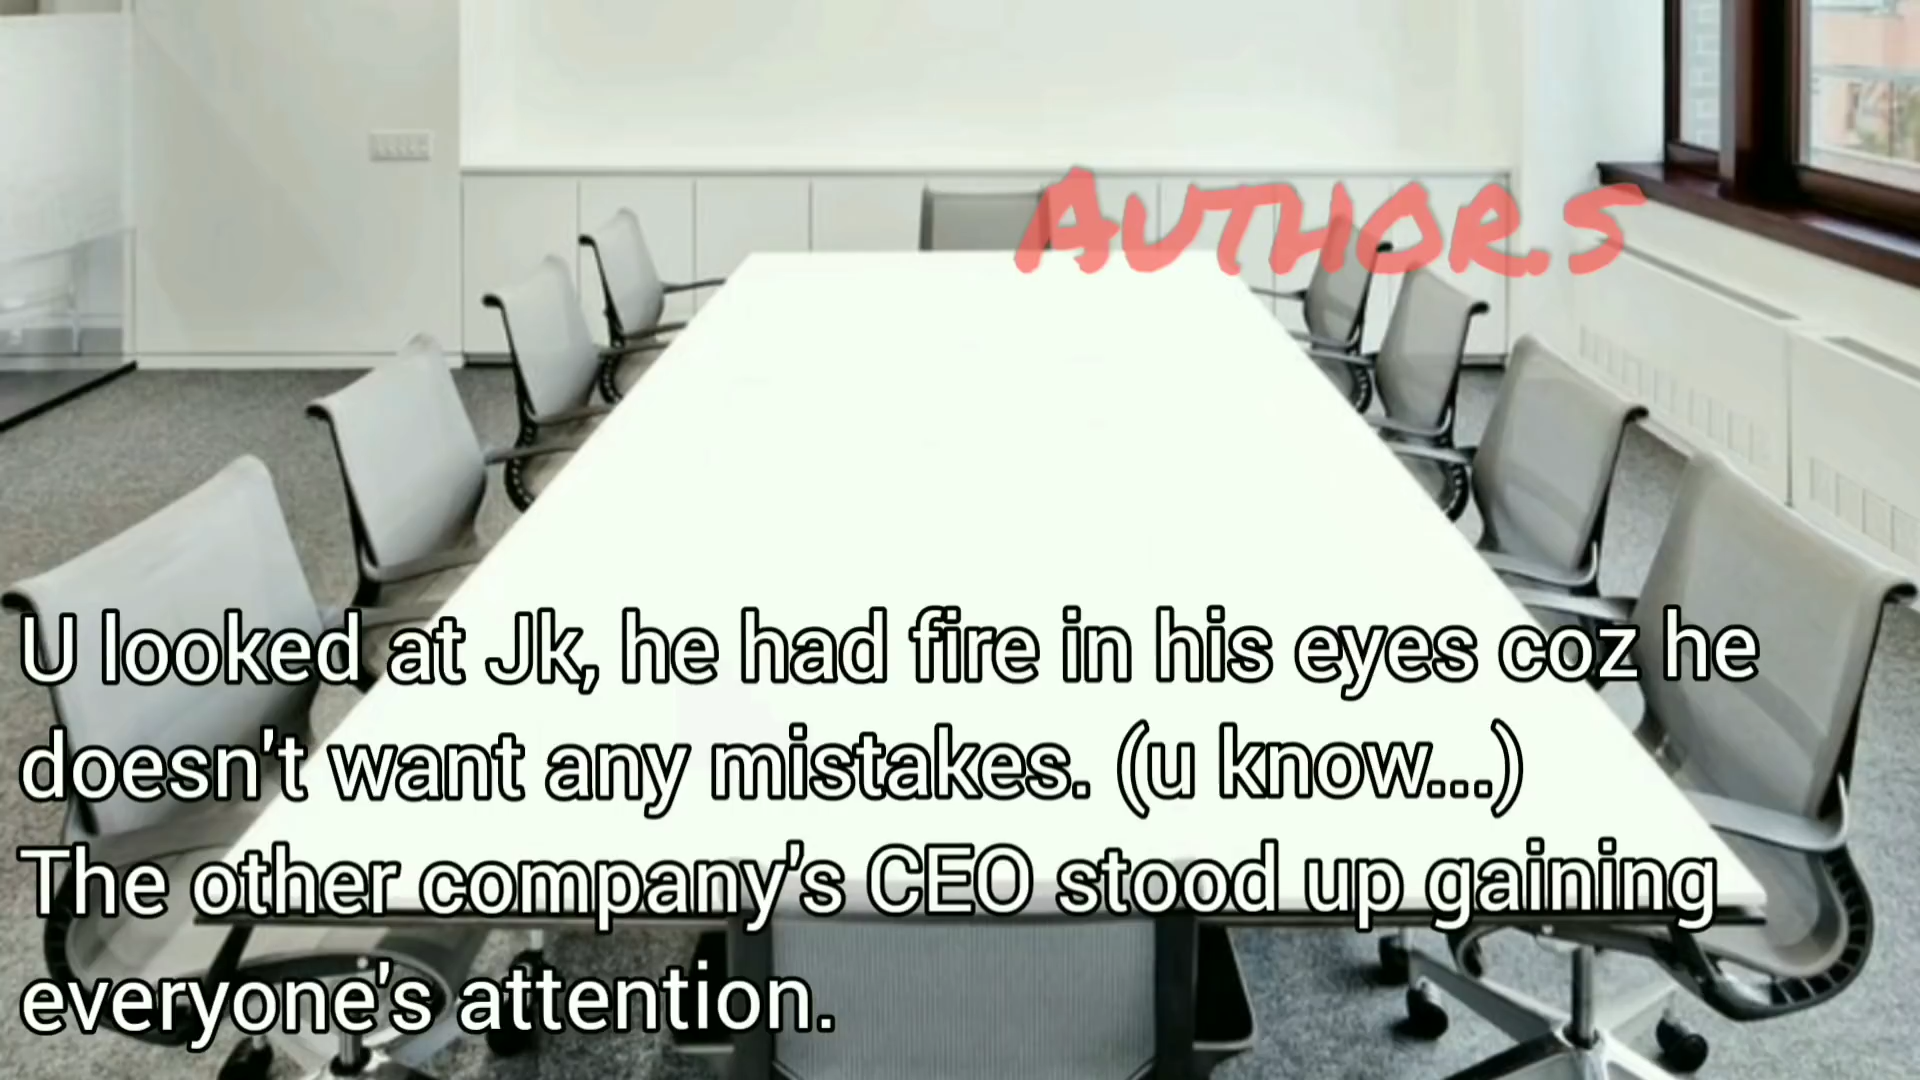 AUTHOR.S
U looked at Jk, he had fire in his eyes coz he
doesn't want any mistakes. (u know...)
The other company's CEO stood up gaining
everyone's attention.